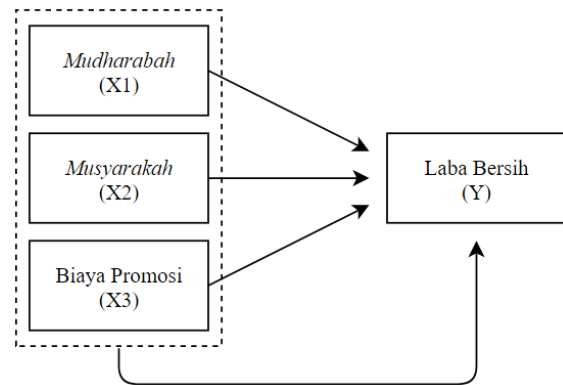 Mudharabah
(X1)
Musyarakah
(X2)
Biaya Promosi
(X3)
Laba Bersih
(Y)